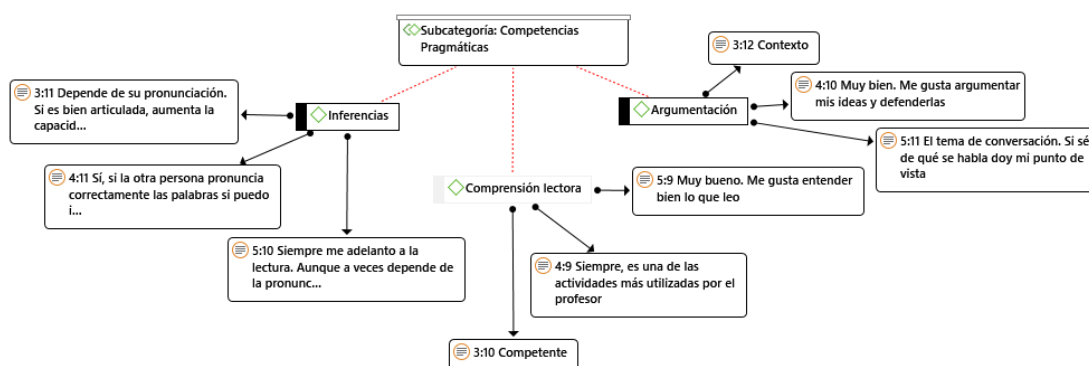 Subcategoría: Competencias
Pragmáticas
3:12 Contexto
3:11 Depende de su pronunciación.
Si es bien articulada, aumenta la
capacid...
Inferencias
Argumentación
4:10 Muy bien. Me gusta argumentar
mis ideas y defenderlas
5:11 El tema de conversación. Si sé
de qué se habla doy mi punto de
vista
4:11 Sí, si la otra persona pronuncia
correctamente las palabras si puedo
i...
Comprensión lectora
5:9 Muy bueno. Me gusta entender
bien lo que leo
5:10 Siempre me adelanto a la
lectura. Aunque a veces depende de
la pronunc...
4:9 Siempre, es una de las
actividades más utilizadas por el
profesor
3:10 Competente